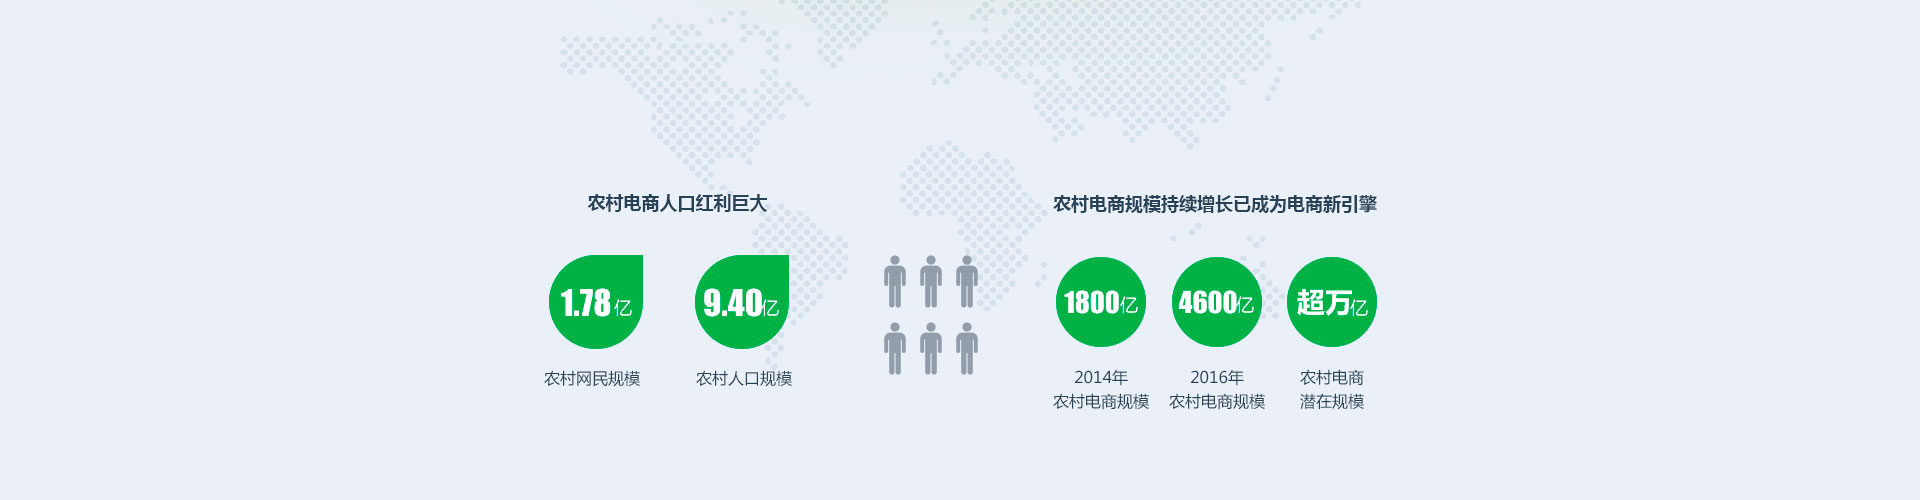 农村电商人口红利巨大
1.78亿
9.40亿
农村网民规模
农村人口规模
农村电商规模持续增长已成为电商新引擎
1800亿
4600亿
超万亿
2014年
农村电商规模
2016年
农村电商规模
农村电商
潜在规模